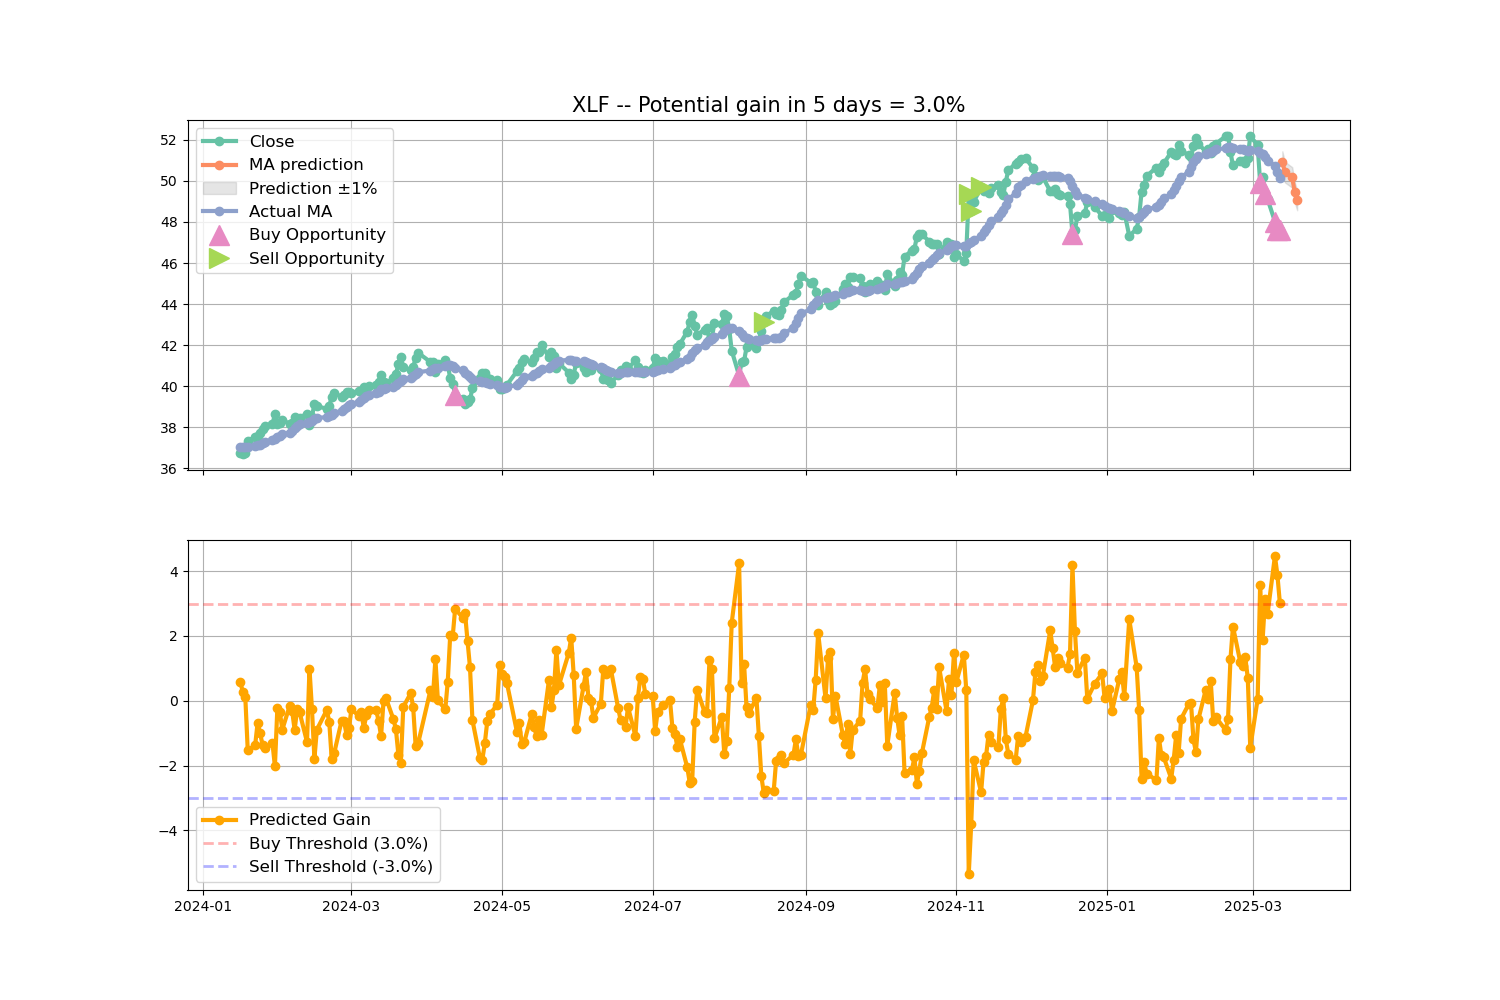 XLF -- Potential gain in 5 days = 3.0%
52
50
48
46
44
42
40
38
36
Close
MA prediction
Prediction ±1%
Actual MA
Buy Opportunity
Sell Opportunity
4
2
0
−2
−4
Predicted Gain
Buy Threshold (3.0%)
Sell Threshold (-3.0%)
2024-01
2024-03
2024-05
2024-07
2024-09
2024-11
2025-01
2025-03